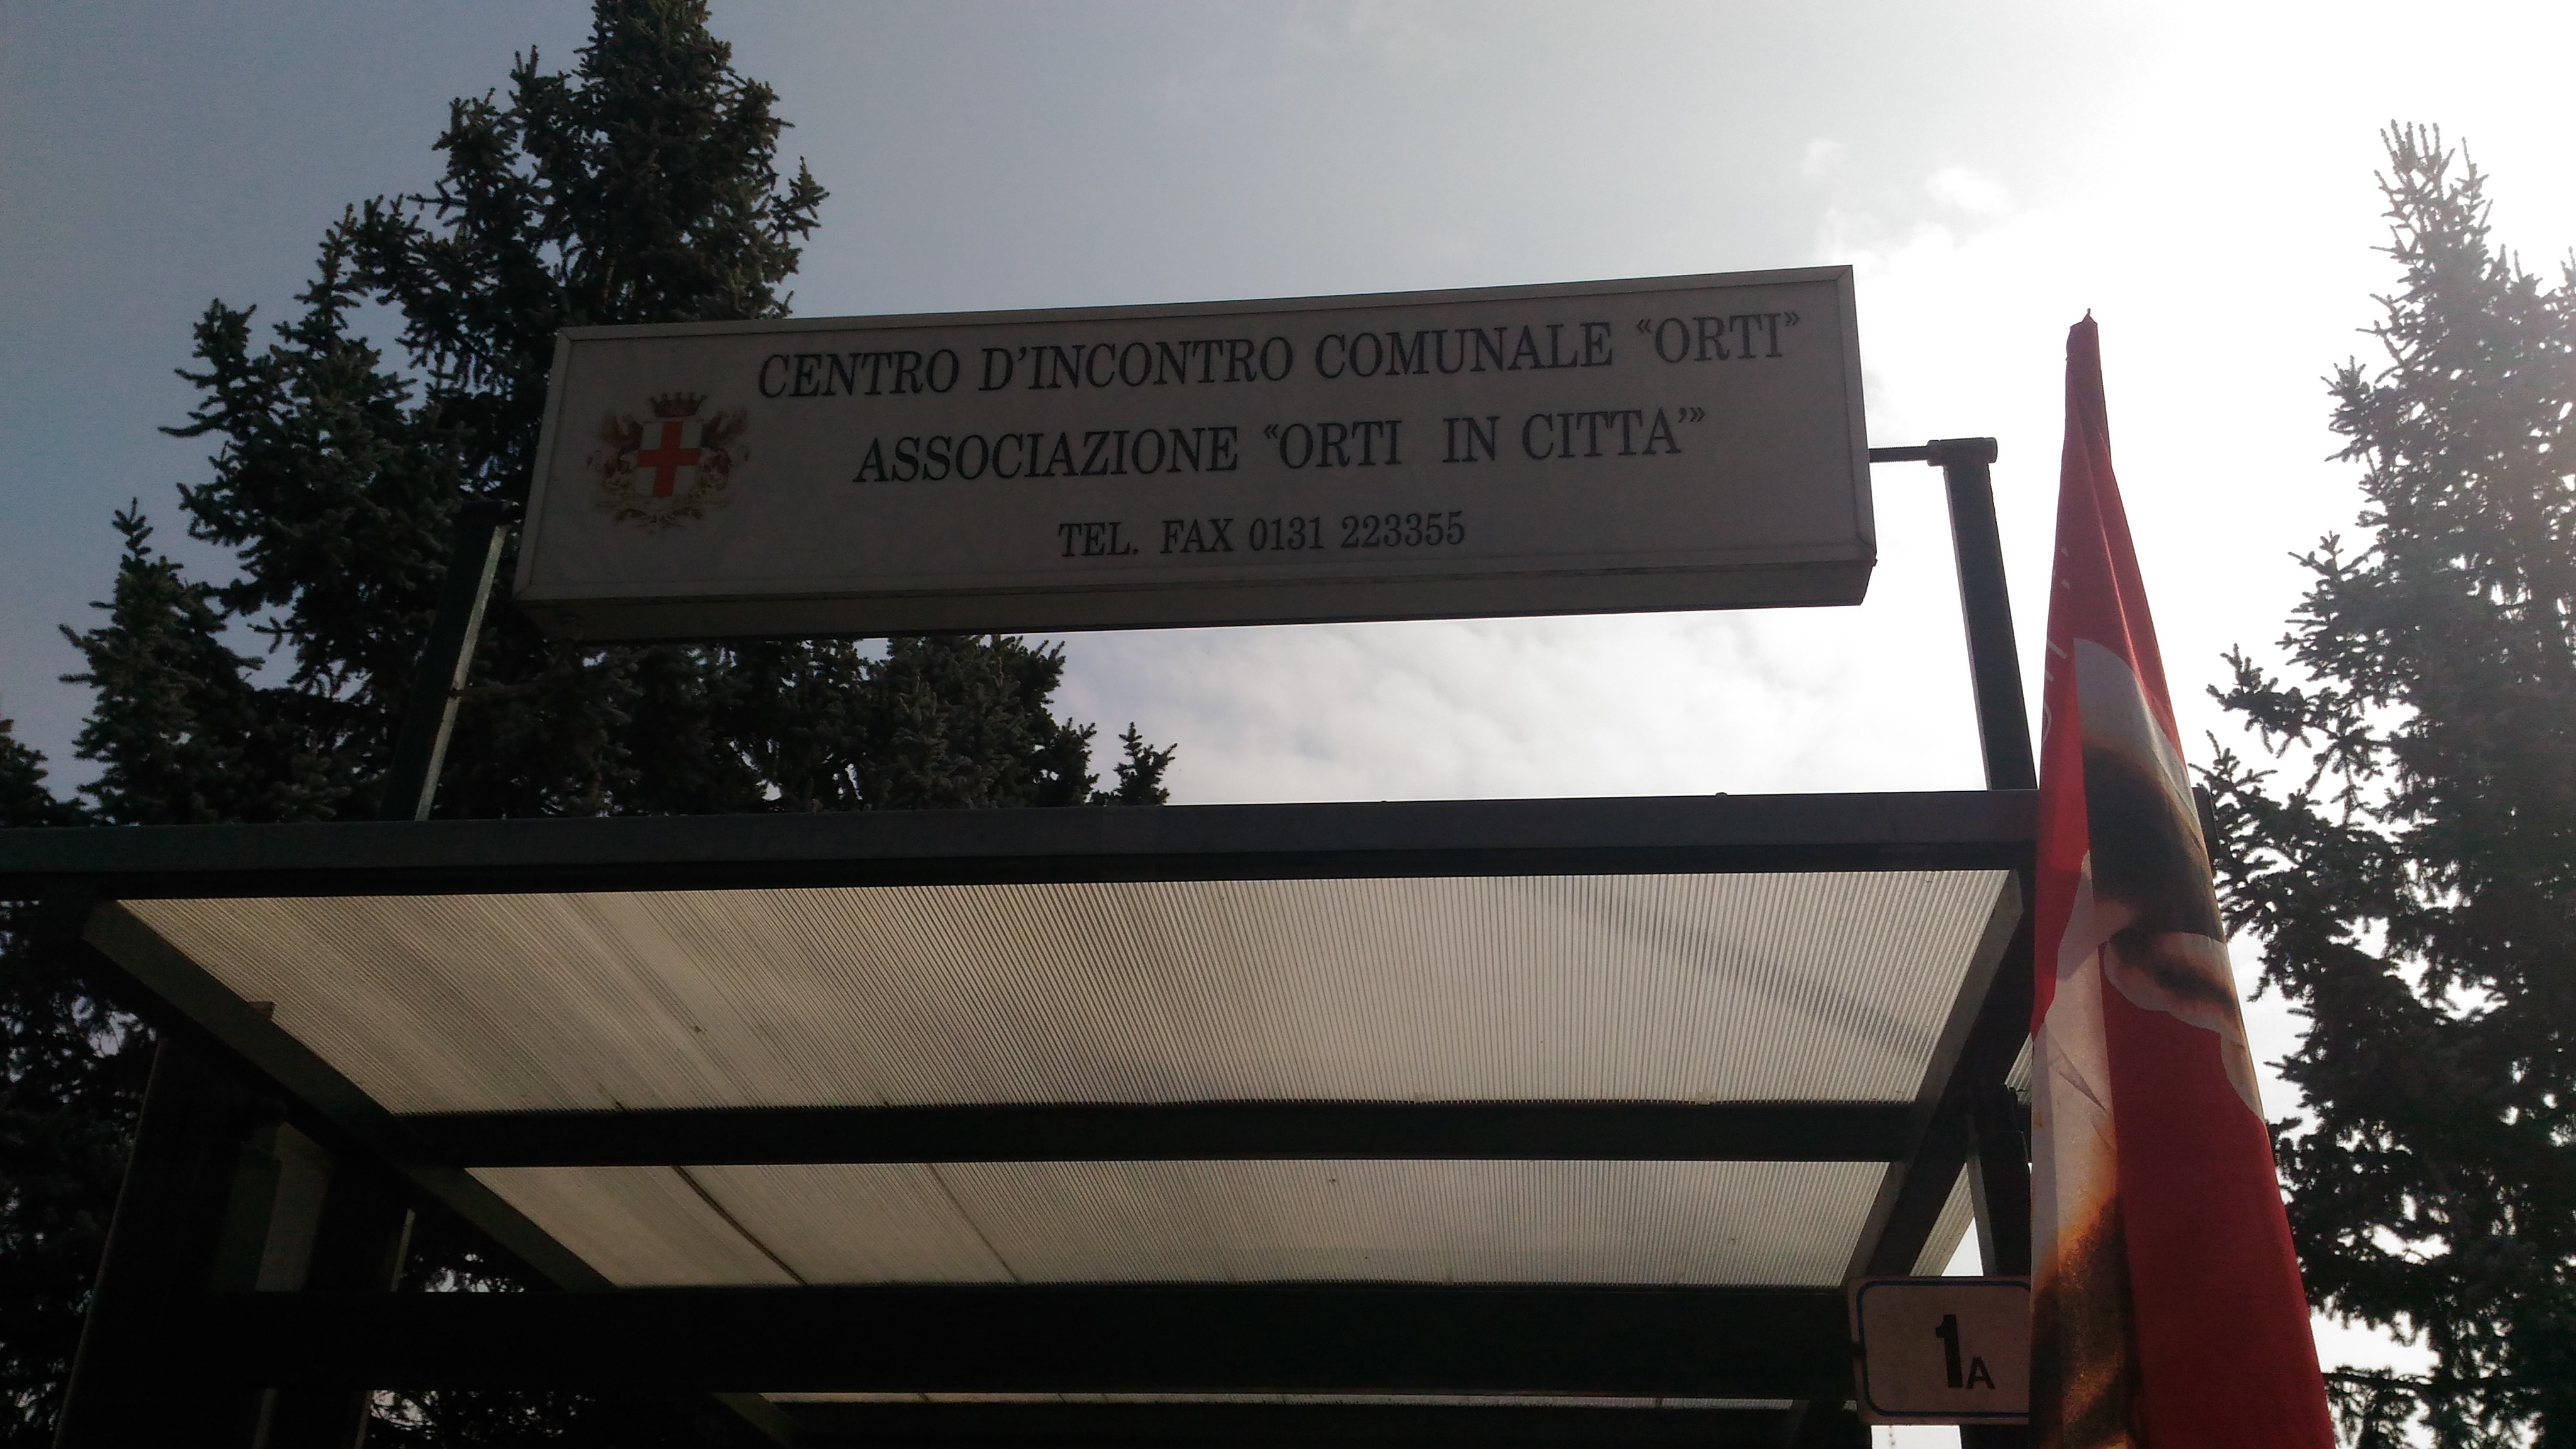 CENTRO D'INCONTRO COMUNALE “ORTI”
ASSOCIAZIONE “ORTI IN CITTA'”
TEL. FAX 0131 223355
1A